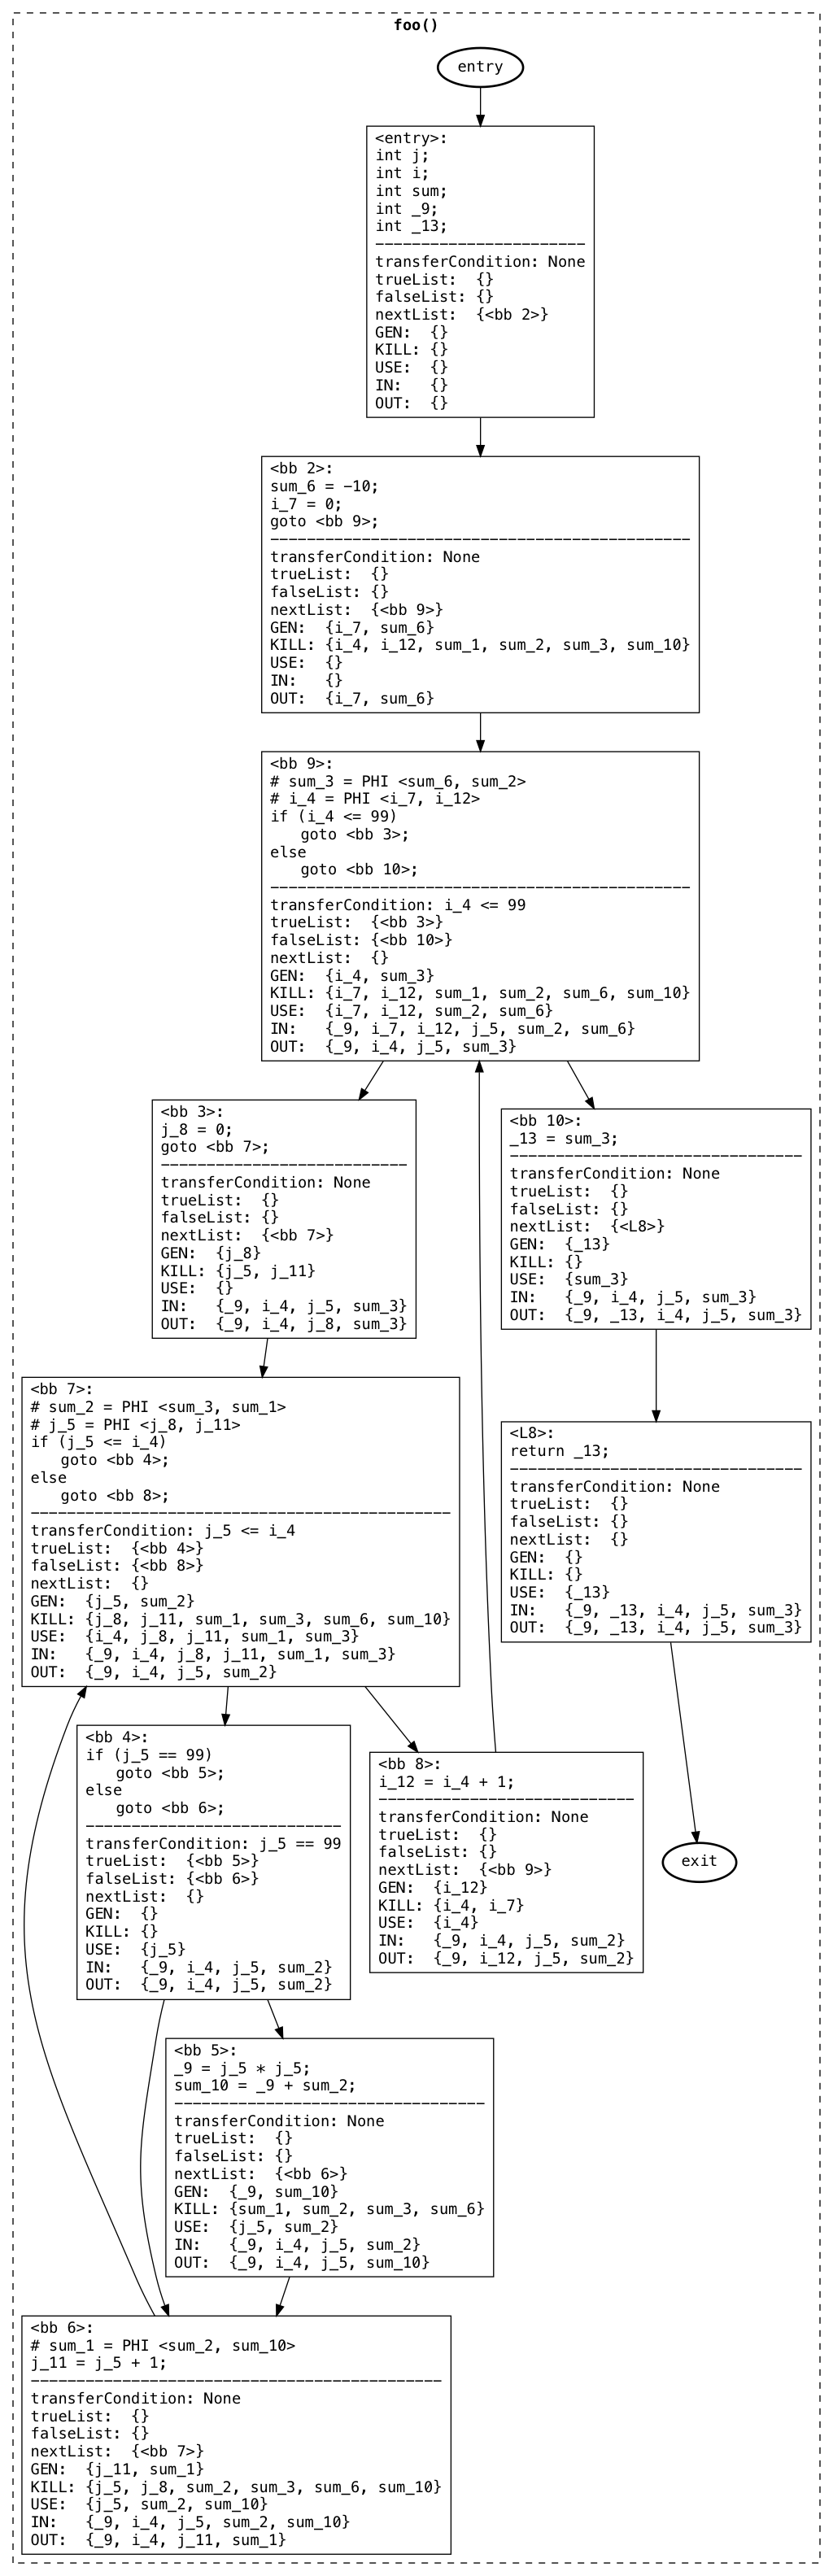 foo()
entry
<entry>:
int j;
int i;
int sum;
int _9;
int _13;
-----------------------
transferCondition: None
trueList:  {}
falseList: {}
nextList:  {<bb 2>}
GEN:  {}
KILL: {}
USE:  {}
IN:   {}
OUT:  {}
<bb 2>:
sum_6 = -10;
i_7 = 0;
goto <bb 9>;
----------------------------------------------
transferCondition: None
trueList:  {}
falseList: {}
nextList:  {<bb 9>}
GEN:  {i_7, sum_6}
KILL: {i_4, i_12, sum_1, sum_2, sum_3, sum_10}
USE:  {}
IN:   {}
OUT:  {i_7, sum_6}
<bb 9>:
# sum_3 = PHI <sum_6, sum_2>
# i_4 = PHI <i_7, i_12>
if (i_4 <= 99)
goto <bb 3>;
else
goto <bb 10>;
----------------------------------------------
transferCondition: i_4 <= 99
trueList:  {<bb 3>}
falseList: {<bb 10>}
nextList:  {}
GEN:  {i_4, sum_3}
KILL: {i_7, i_12, sum_1, sum_2, sum_6, sum_10}
USE:  {i_7, i_12, sum_2, sum_6}
IN:   {_9, i_7, i_12, j_5, sum_2, sum_6}
OUT:  {_9, i_4, j_5, sum_3}
<bb 3>:
j_8 = 0;
goto <bb 7>;
---------------------------
transferCondition: None
trueList:  {}
falseList: {}
nextList:  {<bb 7>}
GEN:  {j_8}
KILL: {j_5, j_11}
USE:  {}
IN:   {_9, i_4, j_5, sum_3}
OUT:  {_9, i_4, j_8, sum_3}
<bb 10>:
_13 = sum_3;
--------------------------------
transferCondition: None
trueList:  {}
falseList: {}
nextList:  {<L8>}
GEN:  {_13}
KILL: {}
USE:  {sum_3}
IN:   {_9, i_4, j_5, sum_3}
OUT:  {_9, _13, i_4, j_5, sum_3}
<bb 7>:
# sum_2 = PHI <sum_3, sum_1>
# j_5 = PHI <j_8, j_11>
if (j_5 <= i_4)
goto <bb 4>;
else
goto <bb 8>;
----------------------------------------------
transferCondition: j_5 <= i_4
trueList:  {<bb 4>}
falseList: {<bb 8>}
nextList:  {}
GEN:  {j_5, sum_2}
KILL: {j_8, j_11, sum_1, sum_3, sum_6, sum_10}
USE:  {i_4, j_8, j_11, sum_1, sum_3}
IN:   {_9, i_4, j_8, j_11, sum_1, sum_3}
OUT:  {_9, i_4, j_5, sum_2}
<L8>:
return _13;
--------------------------------
transferCondition: None
trueList:  {}
falseList: {}
nextList:  {}
GEN:  {}
KILL: {}
USE:  {_13}
IN:   {_9, _13, i_4, j_5, sum_3}
OUT:  {_9, _13, i_4, j_5, sum_3}
<bb 4>:
if (j_5 == 99)
goto <bb 5>;
else
goto <bb 6>;
----------------------------
transferCondition: j_5 == 99
trueList:  {<bb 5>}
falseList: {<bb 6>}
nextList:  {}
GEN:  {}
KILL: {}
USE:  {j_5}
IN:   {_9, i_4, j_5, sum_2}
OUT:  {_9, i_4, j_5, sum_2}
<bb 8>:
i_12 = i_4 + 1;
----------------------------
transferCondition: None
trueList:  {}
falseList: {}
nextList:  {<bb 9>}
GEN:  {i_12}
KILL: {i_4, i_7}
USE:  {i_4}
IN:   {_9, i_4, j_5, sum_2}
OUT:  {_9, i_12, j_5, sum_2}
exit
<bb 5>:
_9 = j_5 * j_5;
sum_10 = _9 + sum_2;
----------------------------------
transferCondition: None
trueList:  {}
falseList: {}
nextList:  {<bb 6>}
GEN:  {_9, sum_10}
KILL: {sum_1, sum_2, sum_3, sum_6}
USE:  {j_5, sum_2}
IN:   {_9, i_4, j_5, sum_2}
OUT:  {_9, i_4, j_5, sum_10}
<bb 6>:
# sum_1 = PHI <sum_2, sum_10>
j_11 = j_5 + 1;
---------------------------------------------
transferCondition: None
trueList:  {}
falseList: {}
nextList:  {<bb 7>}
GEN:  {j_11, sum_1}
KILL: {j_5, j_8, sum_2, sum_3, sum_6, sum_10}
USE:  {j_5, sum_2, sum_10}
IN:   {_9, i_4, j_5, sum_2, sum_10}
OUT:  {_9, i_4, j_11, sum_1}